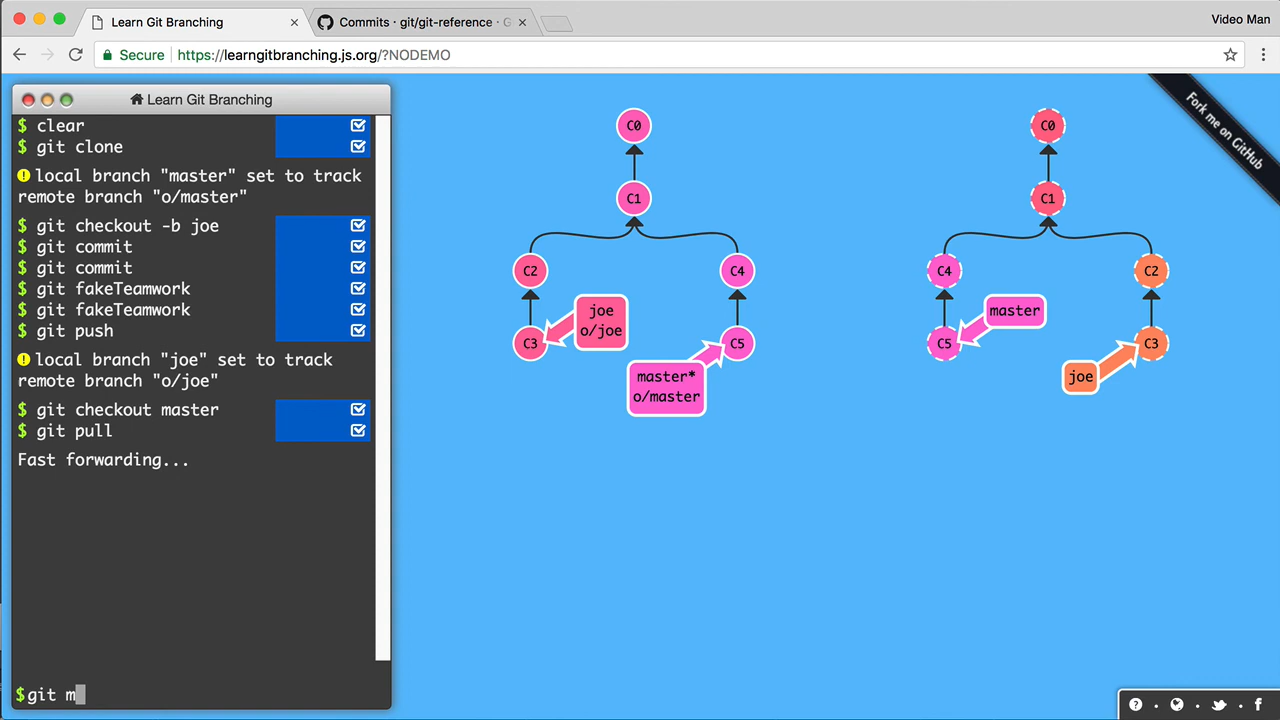 Learn Git Branching
Commits · git/git-reference · G
Video Man
Secure
https://learngitbranching.js.org/?NODEMO
Learn Git Branching
$ clear
$ git clone
local branch "master" set to track
remote branch "o/master"
$ git checkout -b joe
$ git commit
$ git commit
$ git fakeTeamwork
$ git fakeTeamwork
$ git push
local branch "joe" set to track
remote branch "o/joe"
$ git checkout master
$ git pull
Fast forwarding...
$git m
C0
C1
C2
C4
joe
o/joe
C3
C5
master*
o/master
C0
C1
C4
C2
master
C5
C3
joe
Fork me on GitHub